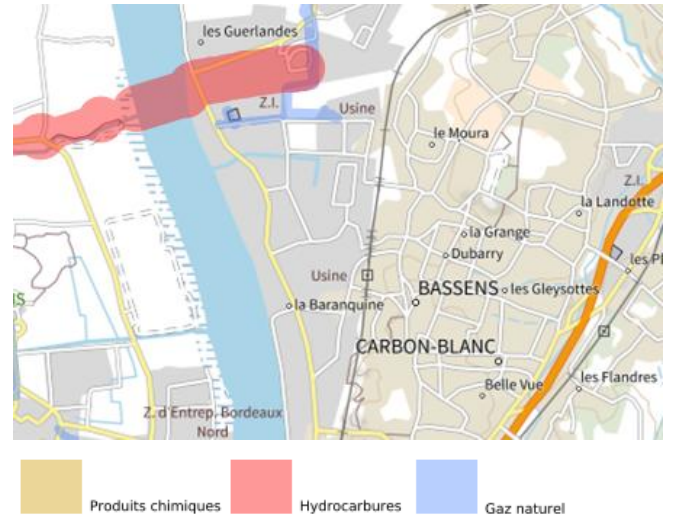 les Guerlandes
Z.I.
Usine
le Moura
Z.I.
la Landotte
la Grange
Dubarry
les Pl
Usine
BASSENS
les Gleysottes
la Baranquine
CARBON-BLANC
Belle Vue
les Flandres
Z. d'Entrep. Bordeaux
Nord
Produits chimiques
Hydrocarbures
Gaz naturel